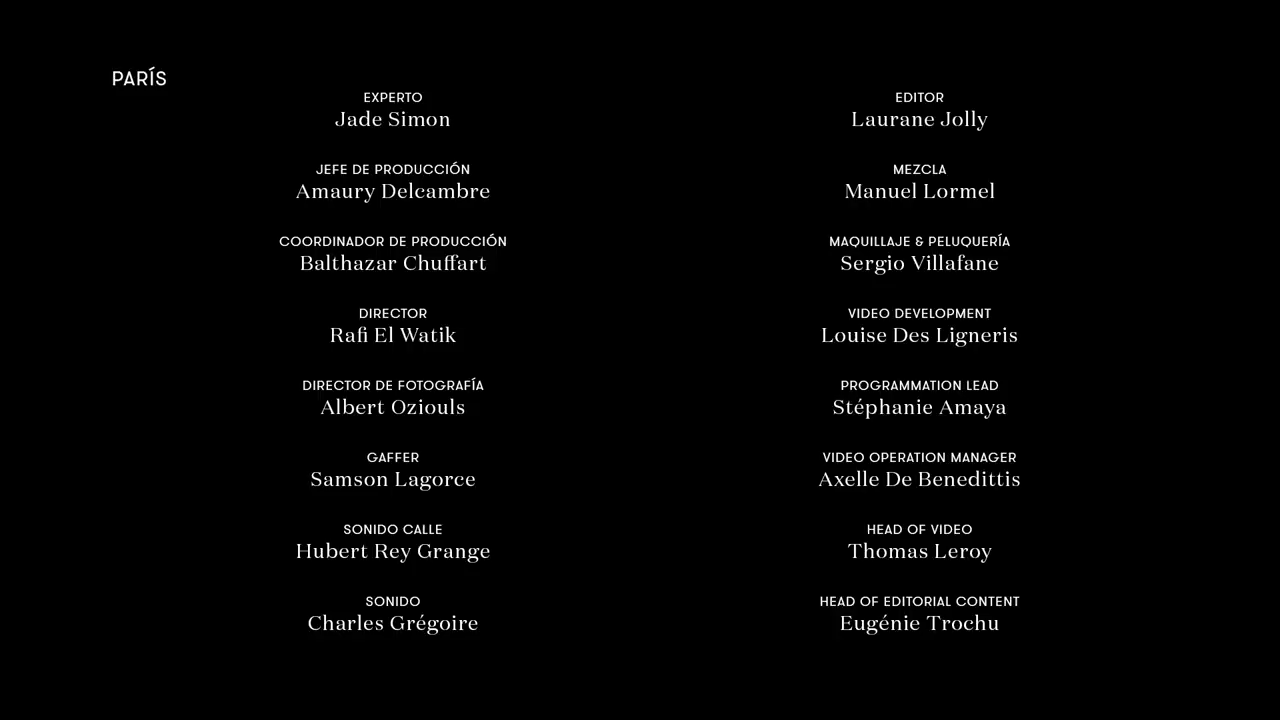 PARÍS
EXPERTO
Jade Simon
JEFE DE PRODUCCIÓN
Amaury Delcambre
COORDINADOR DE PRODUCCIÓN
Balthazar Chuffart
DIRECTOR
Rafi El Watik
DIRECTOR DE FOTOGRAFÍA
Albert Oziouls
GAFFER
Samson Lagorce
SONIDO CALLE
Hubert Rey Grange
SONIDO
Charles Grégoire
EDITOR
Laurane Jolly
MEZCLA
Manuel Lormel
MAQUILLAJE & PELUQUERÍA
Sergio Villafane
VIDEO DEVELOPMENT
Louise Des Ligneris
PROGRAMMATION LEAD
Stéphanie Amaya
VIDEO OPERATION MANAGER
Axelle De Benedittis
HEAD OF VIDEO
Thomas Leroy
HEAD OF EDITORIAL CONTENT
Eugénie Trochu